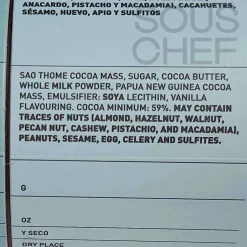 ANACARDO, PISTACHO Y MACADAMIA), CACAHUETES,
SÉSAMO, HUEVO, APIO Y SULFITOS
SOUS
CHEF
SAO THOME COCOA MASS, SUGAR, COCOA BUTTER,
WHOLE MILK POWDER, PAPUA NEW GUINEA COCOA
MASS, EMULSIFIER: SOYA LECITHIN, VANILLA
FLAVOURING. COCOA MINIMUM: 59%. MAY CONTAIN
TRACES OF NUTS (ALMOND, HAZELNUT, WALNUT,
PECAN NUT, CASHEW, PISTACHIO, AND MACADAMIA),
PEANUTS, SESAME, EGG, CELERY AND SULFITES.
G
OZ
Y SECO
DRY PLACE